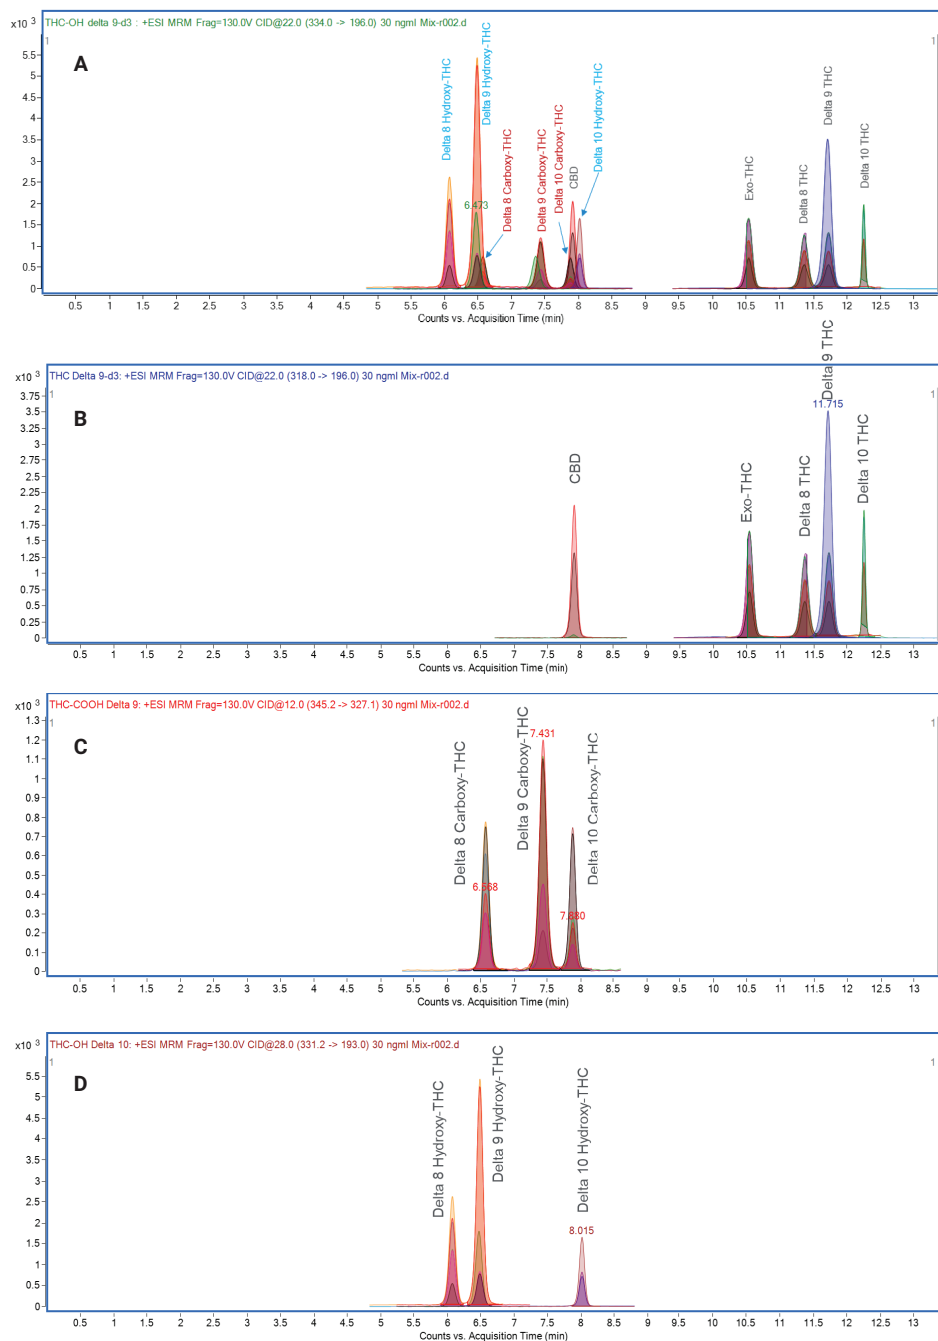 THC-OH delta 9-d3 : +ESI MRM Frag=130.0V CID@22.0 (334.0 -> 196.0) 30 ngml Mix-r002.d
x10 3
1
1
A
5.5
5
4.5
4
3.5
3
2.5
2
1.5
1
0.5
0
Delta 8 Hydroxy-THC
Delta 9 Hydroxy-THC
6.473
Delta 8 Carboxy-THC
Delta 9 Carboxy-THC
Delta 10 Carboxy-THC
CBD
Delta 10 Hydroxy-THC
Exo-THC
Delta 8 THC
Delta 9 THC
Delta 10 THC
0.5 1 1.5 2 2.5 3 3.5 4 4.5 5 5.5 6 6.5 7 7.5 8 8.5 9 9.5 10 10.5 11 11.5 12 12.5 13
Counts vs. Acquisition Time (min)
THC Delta 9-d3: +ESI MRM Frag=130.0V CID@22.0 (318.0 -> 196.0) 30 ngml Mix-r002.d
x10 3
1
1
B
3.75
3.5
3.25
3
2.75
2.5
2.25
2
1.75
1.5
1.25
1
0.75
0.5
0.25
0
CBD
Exo-THC
Delta 8 THC
Delta 9 THC
11.715
Delta 10 THC
0.5 1 1.5 2 2.5 3 3.5 4 4.5 5 5.5 6 6.5 7 7.5 8 8.5 9 9.5 10 10.5 11 11.5 12 12.5 13
Counts vs. Acquisition Time (min)
THC-COOH Delta 9: +ESI MRM Frag=130.0V CID@12.0 (345.2 -> 327.1) 30 ngml Mix-r002.d
x10 3
1
1
C
1.3
1.2
1.1
1
0.9
0.8
0.7
0.6
0.5
0.4
0.3
0.2
0.1
0
Delta 8 Carboxy-THC
6.568
Delta 9 Carboxy-THC
7.431
Delta 10 Carboxy-THC
7.880
0.5 1 1.5 2 2.5 3 3.5 4 4.5 5 5.5 6 6.5 7 7.5 8 8.5 9 9.5 10 10.5 11 11.5 12 12.5 13
Counts vs. Acquisition Time (min)
THC-OH Delta 10: +ESI MRM Frag=130.0V CID@28.0 (331.2 -> 193.0) 30 ngml Mix-r002.d
x10 3
1
1
D
5.5
5
4.5
4
3.5
3
2.5
2
1.5
1
0.5
0
Delta 8 Hydroxy-THC
Delta 9 Hydroxy-THC
Delta 10 Hydroxy-THC
8.015
0.5 1 1.5 2 2.5 3 3.5 4 4.5 5 5.5 6 6.5 7 7.5 8 8.5 9 9.5 10 10.5 11 11.5 12 12.5 13
Counts vs. Acquisition Time (min)